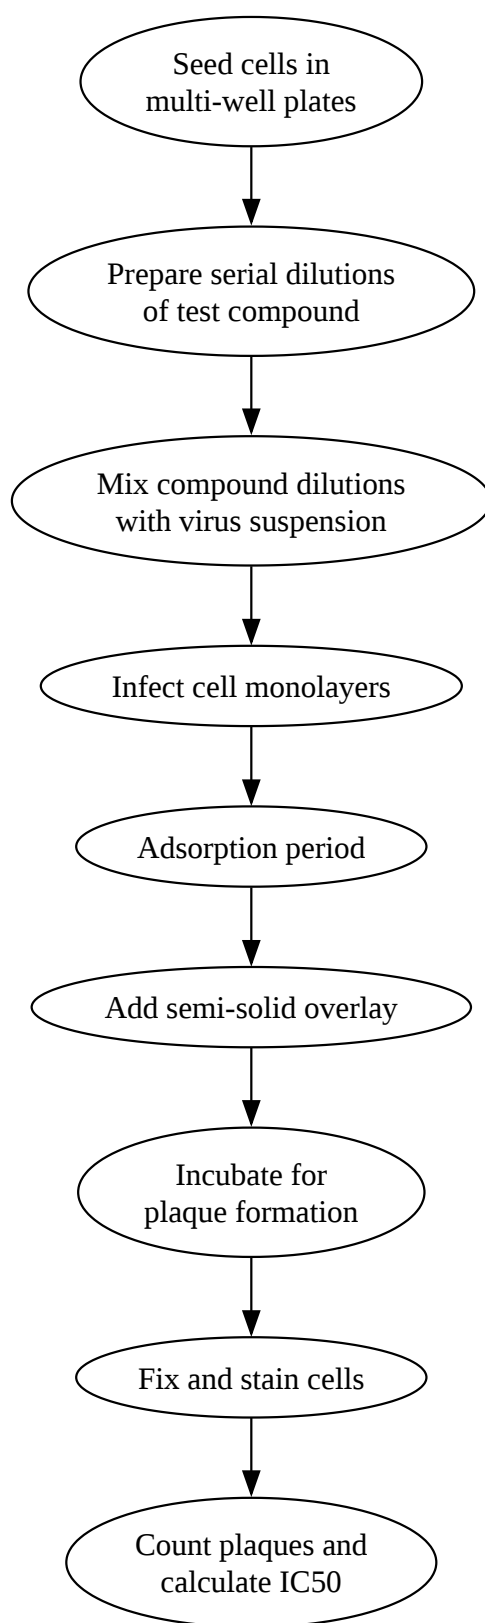 Seed cells in
multi-well plates
Prepare serial dilutions
of test compound
Mix compound dilutions
with virus suspension
Infect cell monolayers
Adsorption period
Add semi-solid overlay
Incubate for
plaque formation
Fix and stain cells
Count plaques and
calculate IC50